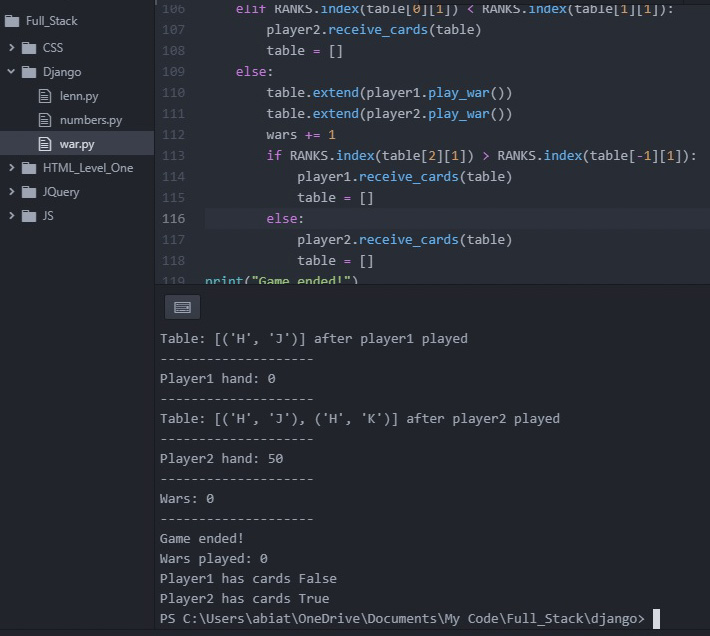 Full_Stack
CSS
Django
lenn.py
numbers.py
war.py
HTML_Level_One
JQuery
JS
106 elif RANKS.index(table[0][1]) < RANKS.index(table[1][1]):
107 player2.receive_cards(table)
108 table = []
109 else:
110 table.extend(player1.play_war())
111 table.extend(player2.play_war())
112 wars += 1
113 if RANKS.index(table[2][1]) > RANKS.index(table[-1][1]):
114 player1.receive_cards(table)
115 table = []
116 else:
117 player2.receive_cards(table)
118 table = []
119 print("Game ended!")
Table: [('H', 'J')] after player1 played
--------------------
Player1 hand: 0
--------------------
Table: [('H', 'J'), ('H', 'K')] after player2 played
--------------------
Player2 hand: 50
--------------------
Wars: 0
--------------------
Game ended!
Wars played: 0
Player1 has cards False
Player2 has cards True
PS C:\Users\abiat\OneDrive\Documents\My Code\Full_Stack\django>